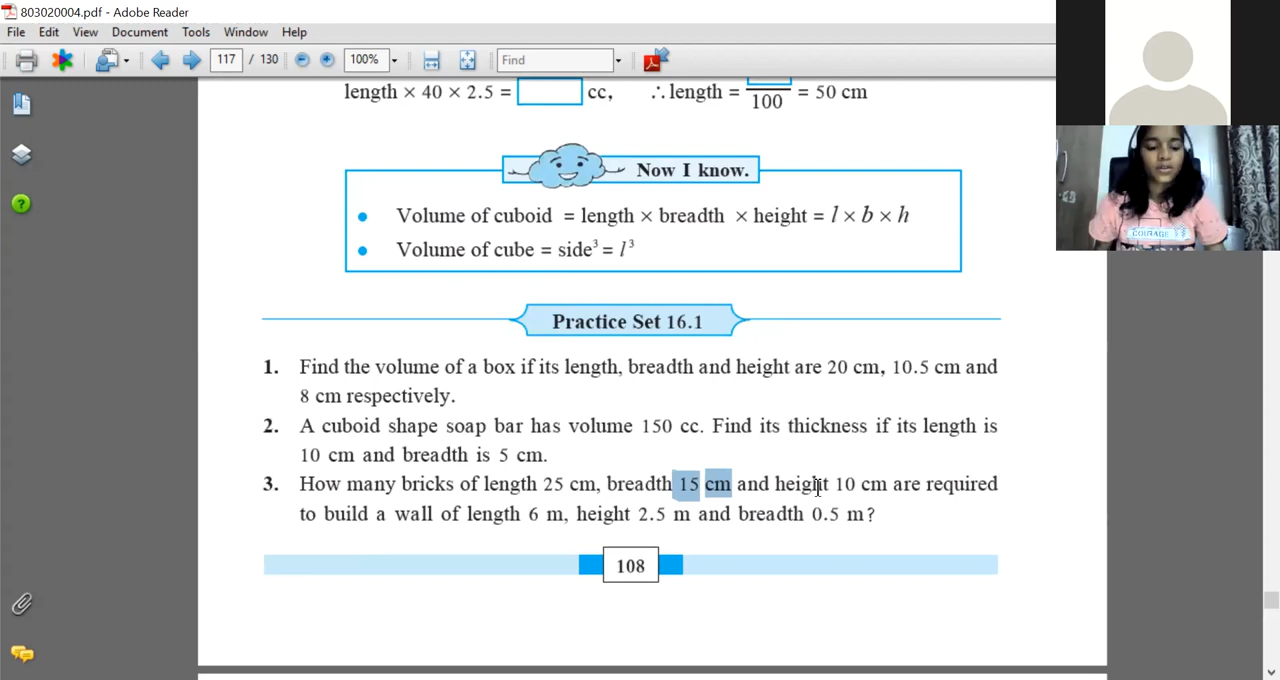 803020004.pdf - Adobe Reader
File Edit View Document Tools Window Help
117 / 130 100% Find
length × 40 × 2.5 = cc, ∴ length = /100 = 50 cm
Now I know.
• Volume of cuboid = length × breadth × height = l × b × h
• Volume of cube = side³ = l³
Practice Set 16.1
1. Find the volume of a box if its length, breadth and height are 20 cm, 10.5 cm and
8 cm respectively.
2. A cuboid shape soap bar has volume 150 cc. Find its thickness if its length is
10 cm and breadth is 5 cm.
3. How many bricks of length 25 cm, breadth 15 cm and height 10 cm are required
to build a wall of length 6 m, height 2.5 m and breadth 0.5 m?
108
COURAGE